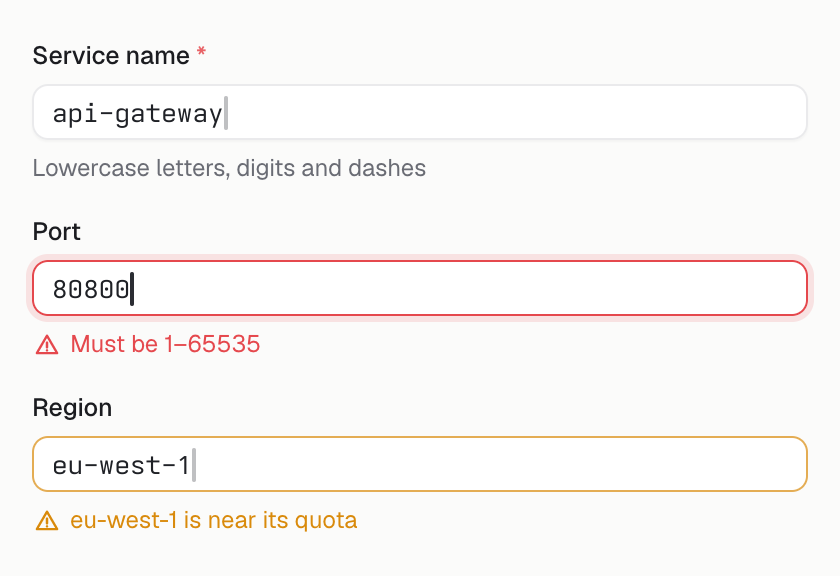 Service name *
api-gateway
Lowercase letters, digits and dashes
Port
80800
Must be 1–65535
Region
eu-west-1
eu-west-1 is near its quota